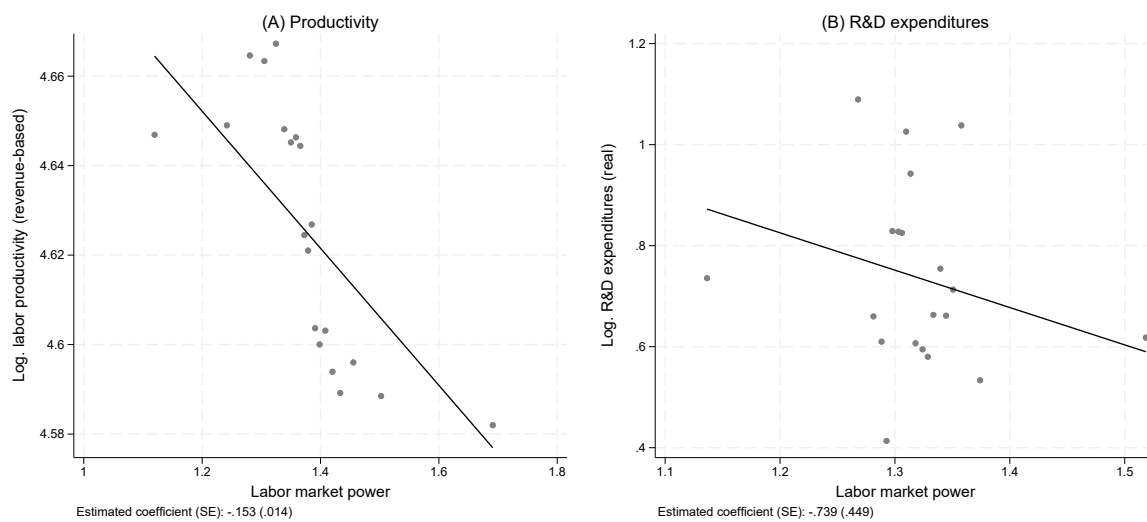 (A) Productivity
Log. labor productivity (revenue-based)
4.66
4.64
4.62
4.6
4.58
1 1.2 1.4 1.6 1.8
Labor market power
Estimated coefficient (SE): -.153 (.014)
(B) R&D expenditures
Log. R&D expenditures (real)
1.2
1
.8
.6
.4
1.1 1.2 1.3 1.4 1.5
Labor market power
Estimated coefficient (SE): -.739 (.449)